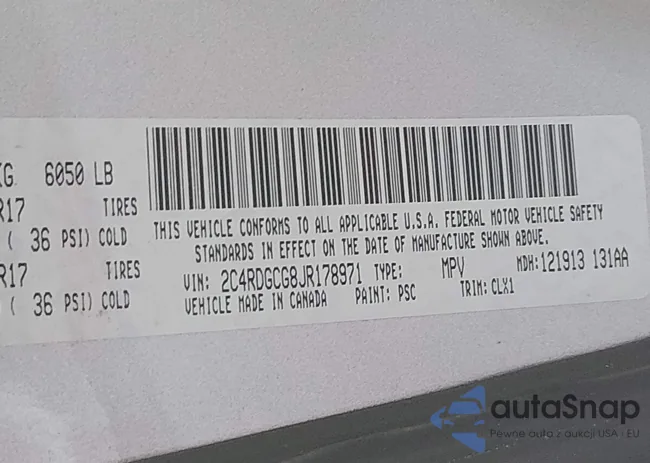 KG 6050 LB
R17 TIRES
( 36 PSI) COLD
R17 TIRES
( 36 PSI) COLD
THIS VEHICLE CONFORMS TO ALL APPLICABLE U.S.A. FEDERAL MOTOR VEHICLE SAFETY
STANDARDS IN EFFECT ON THE DATE OF MANUFACTURE SHOWN ABOVE.
VIN: 2C4RDGCG8JR178971 TYPE: MPV MDH:121913 131AA
VEHICLE MADE IN CANADA PAINT: PSC TRIM: CLX1
autaSnap
Pewne auta z aukcji USA i EU